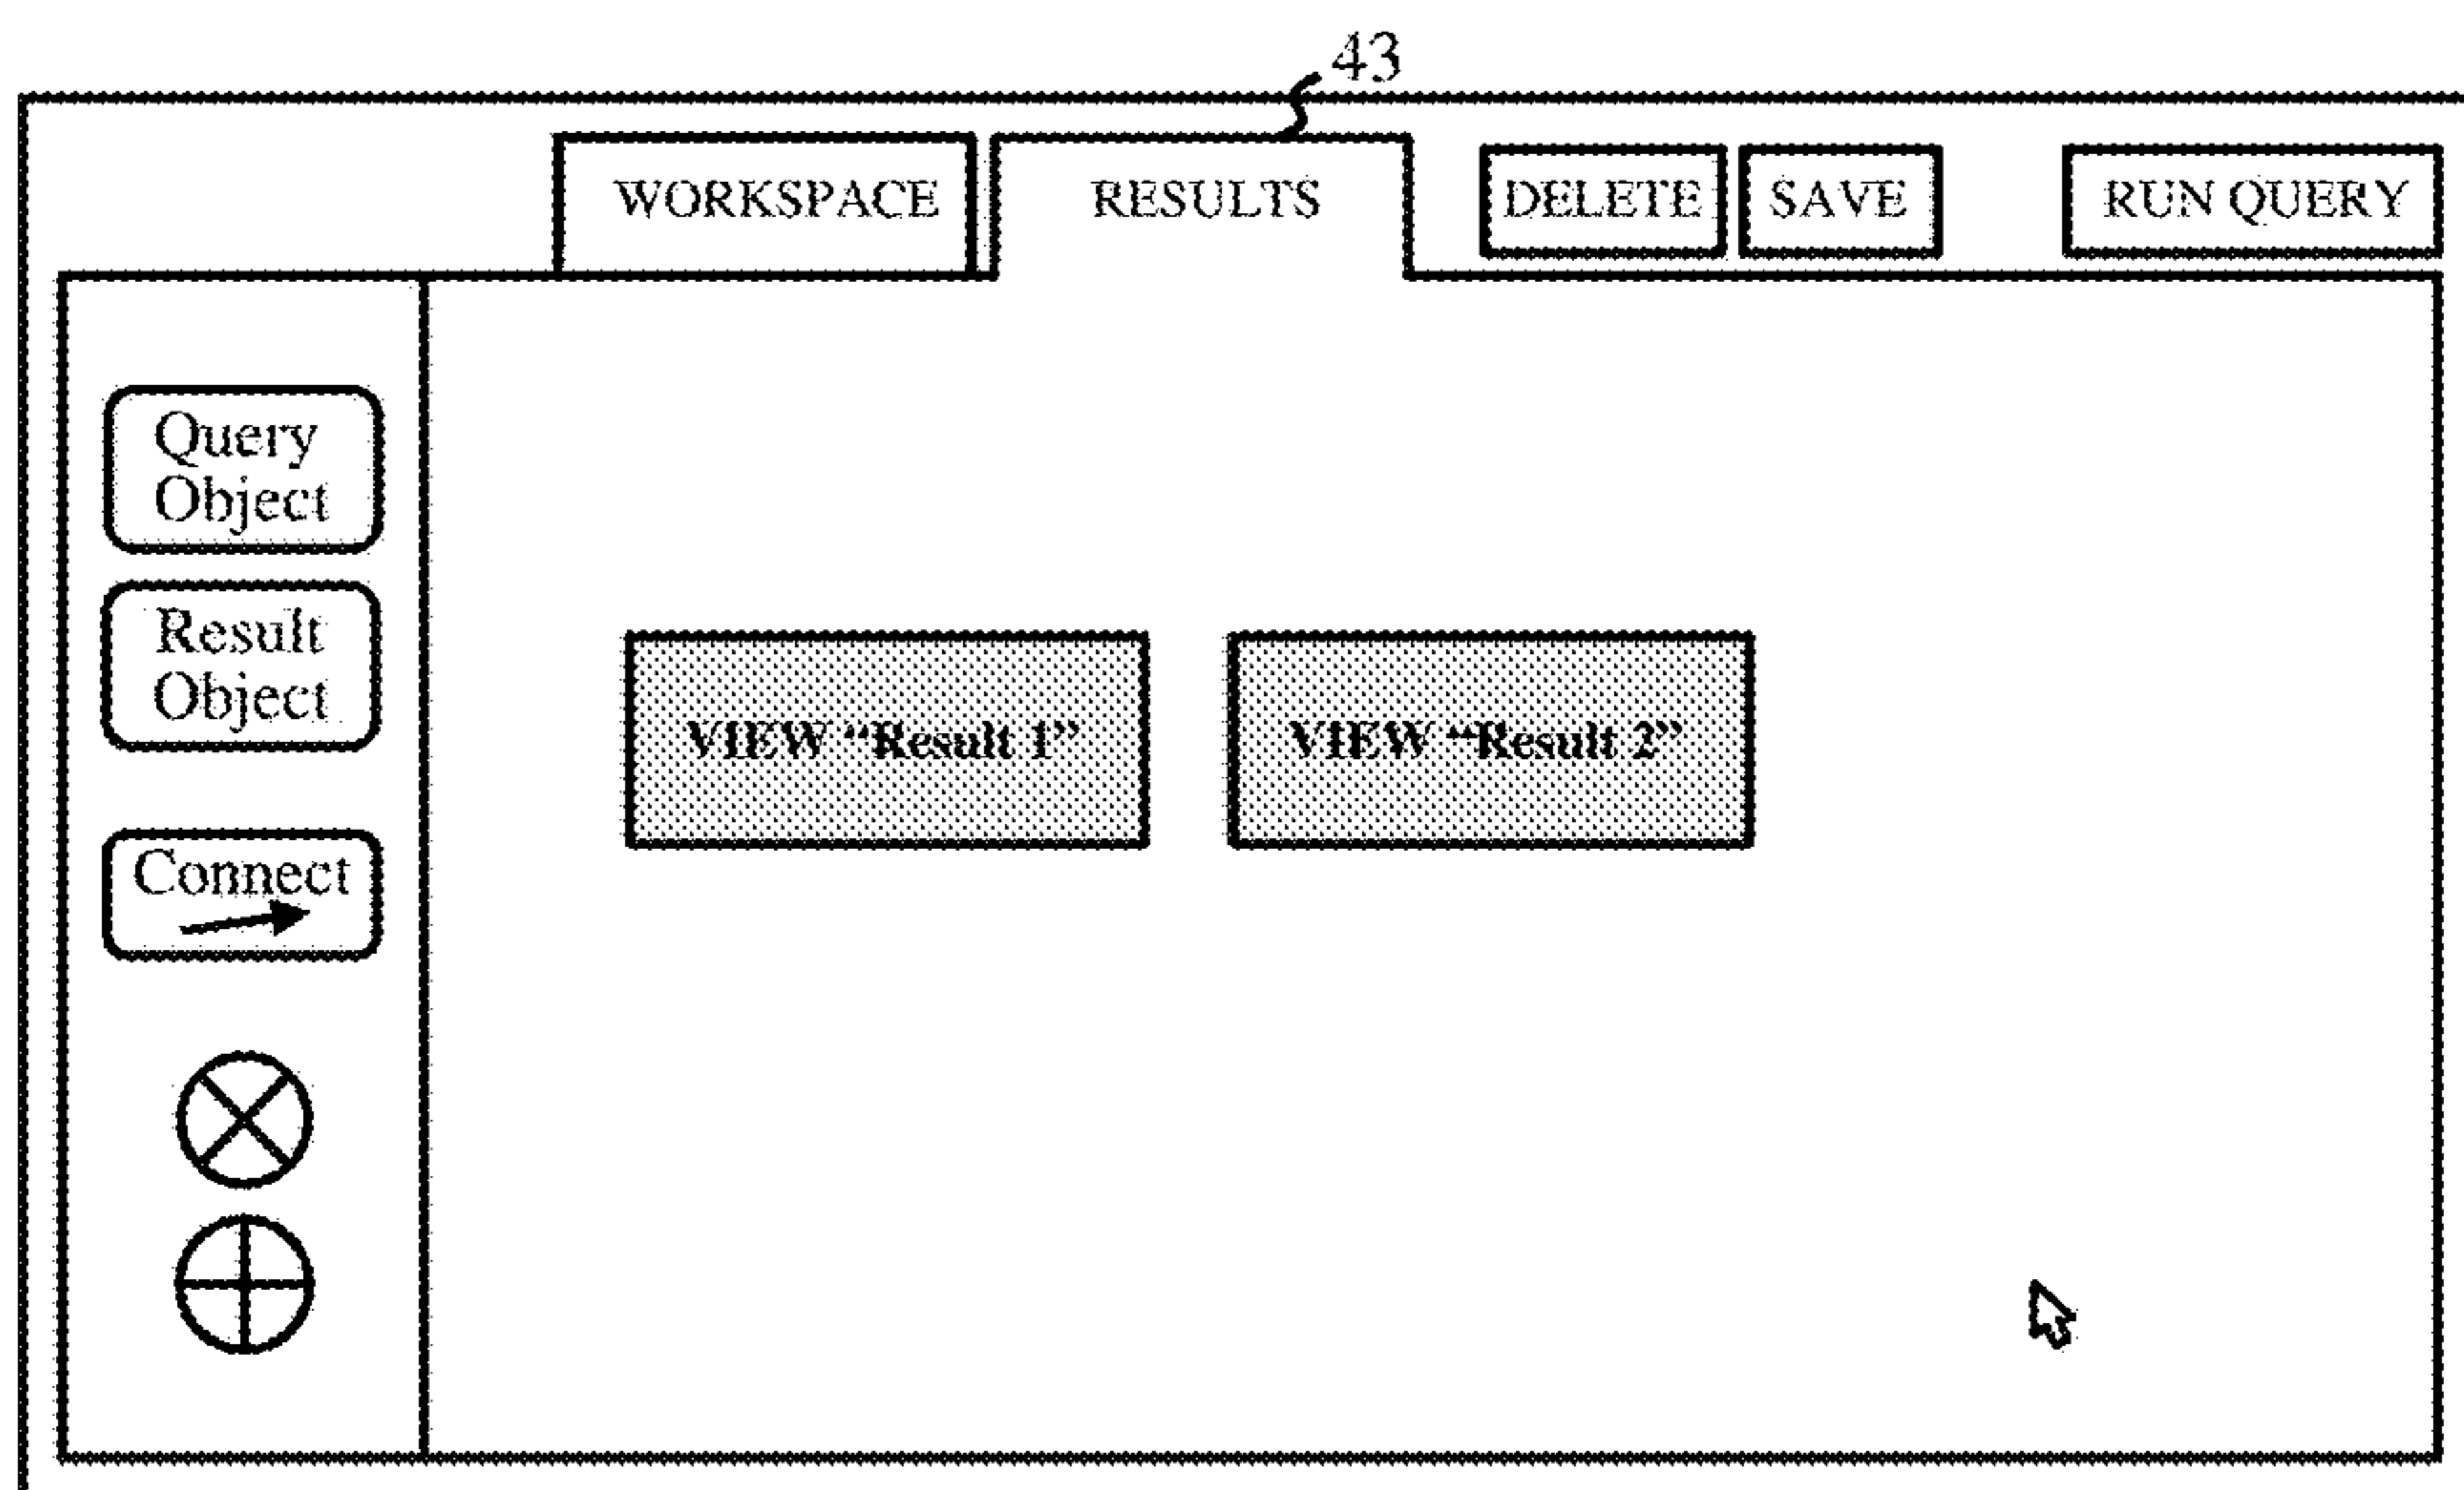 43
WORKSPACE RESULTS DELETE SAVE RUN QUERY
Query
Object
Result
Object
VIEW “Result 1” VIEW “Result 2”
Connect